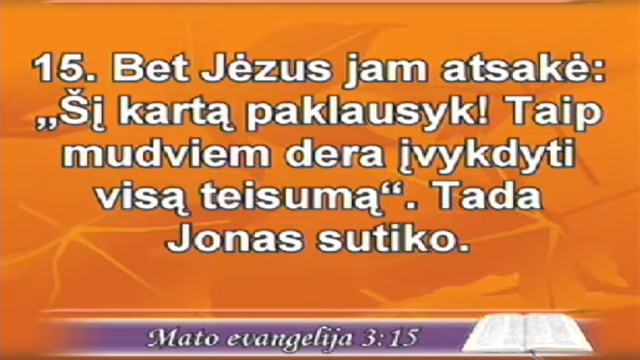 15. Bet Jėzus jam atsakė:
„Šį kartą paklausyk! Taip
mudviem dera įvykdyti
visą teisumą“. Tada
Jonas sutiko.
Mato evangelija 3:15